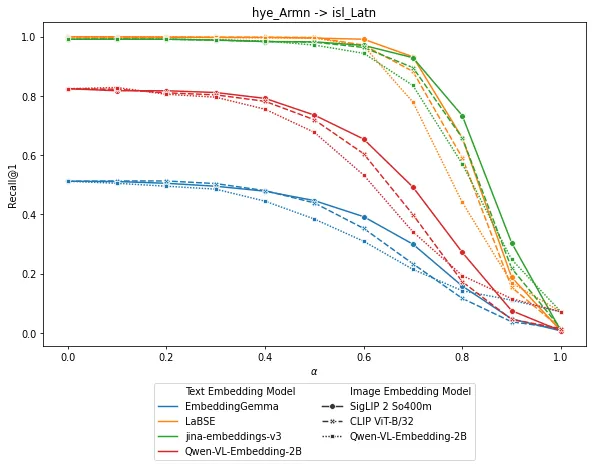 hye_Armn -> isl_Latn
Recall@1
1.0
0.8
0.6
0.4
0.2
0.0
0.0 0.2 0.4 0.6 0.8 1.0
α
Text Embedding Model
EmbeddingGemma
LaBSE
jina-embeddings-v3
Qwen-VL-Embedding-2B
Image Embedding Model
SigLIP 2 So400m
CLIP ViT-B/32
Qwen-VL-Embedding-2B